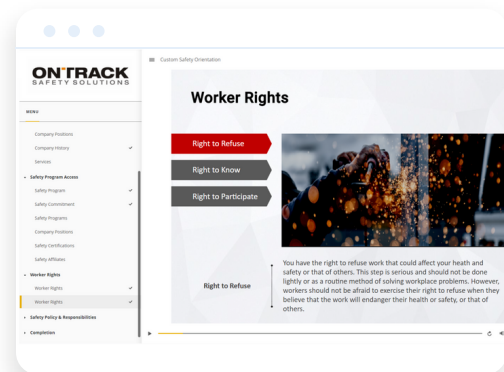 ON TRACK
SAFETY SOLUTIONS
MENU
Company Positions
Company History
Services
Safety Program Access
Safety Program
Safety Commitment
Safety Programs
Company Positions
Safety Certifications
Safety Affiliates
Worker Rights
Worker Rights
Worker Rights
Safety Policy & Responsibilities
Completion
Custom Safety Orientation
Worker Rights
Right to Refuse
Right to Know
Right to Participate
Right to Refuse
You have the right to refuse work that could affect your heath and
safety or that of others. This step is serious and should not be done
lightly or as a routine method of solving workplace problems. However,
workers should not be afraid to exercise their right to refuse when they
believe that the work will endanger their health or safety, or that of
others.